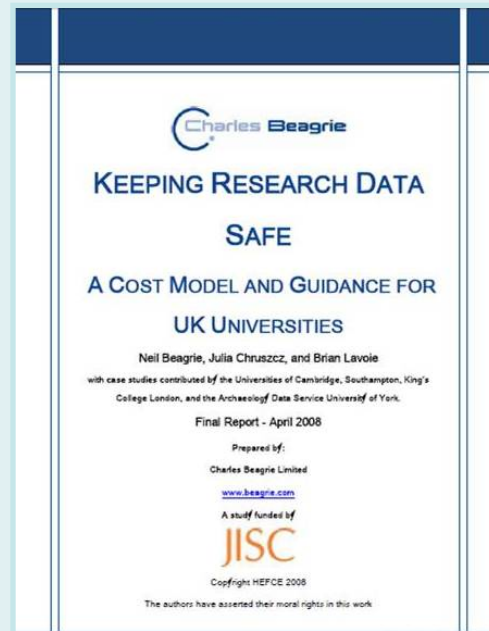 Charles Beagrie
KEEPING RESEARCH DATA
SAFE
A COST MODEL AND GUIDANCE FOR
UK UNIVERSITIES
Neil Beagrie, Julia Chruszcz, and Brian Lavoie
with case studies contributed by the Universities of Cambridge, Southampton, King's
College London, and the Archaeology Data Service University of York.
Final Report - April 2008
Prepared by:
Charles Beagrie Limited
www.beagrie.com
A study funded by
JISC
Copyright HEFCE 2008
The authors have asserted their moral rights in this work